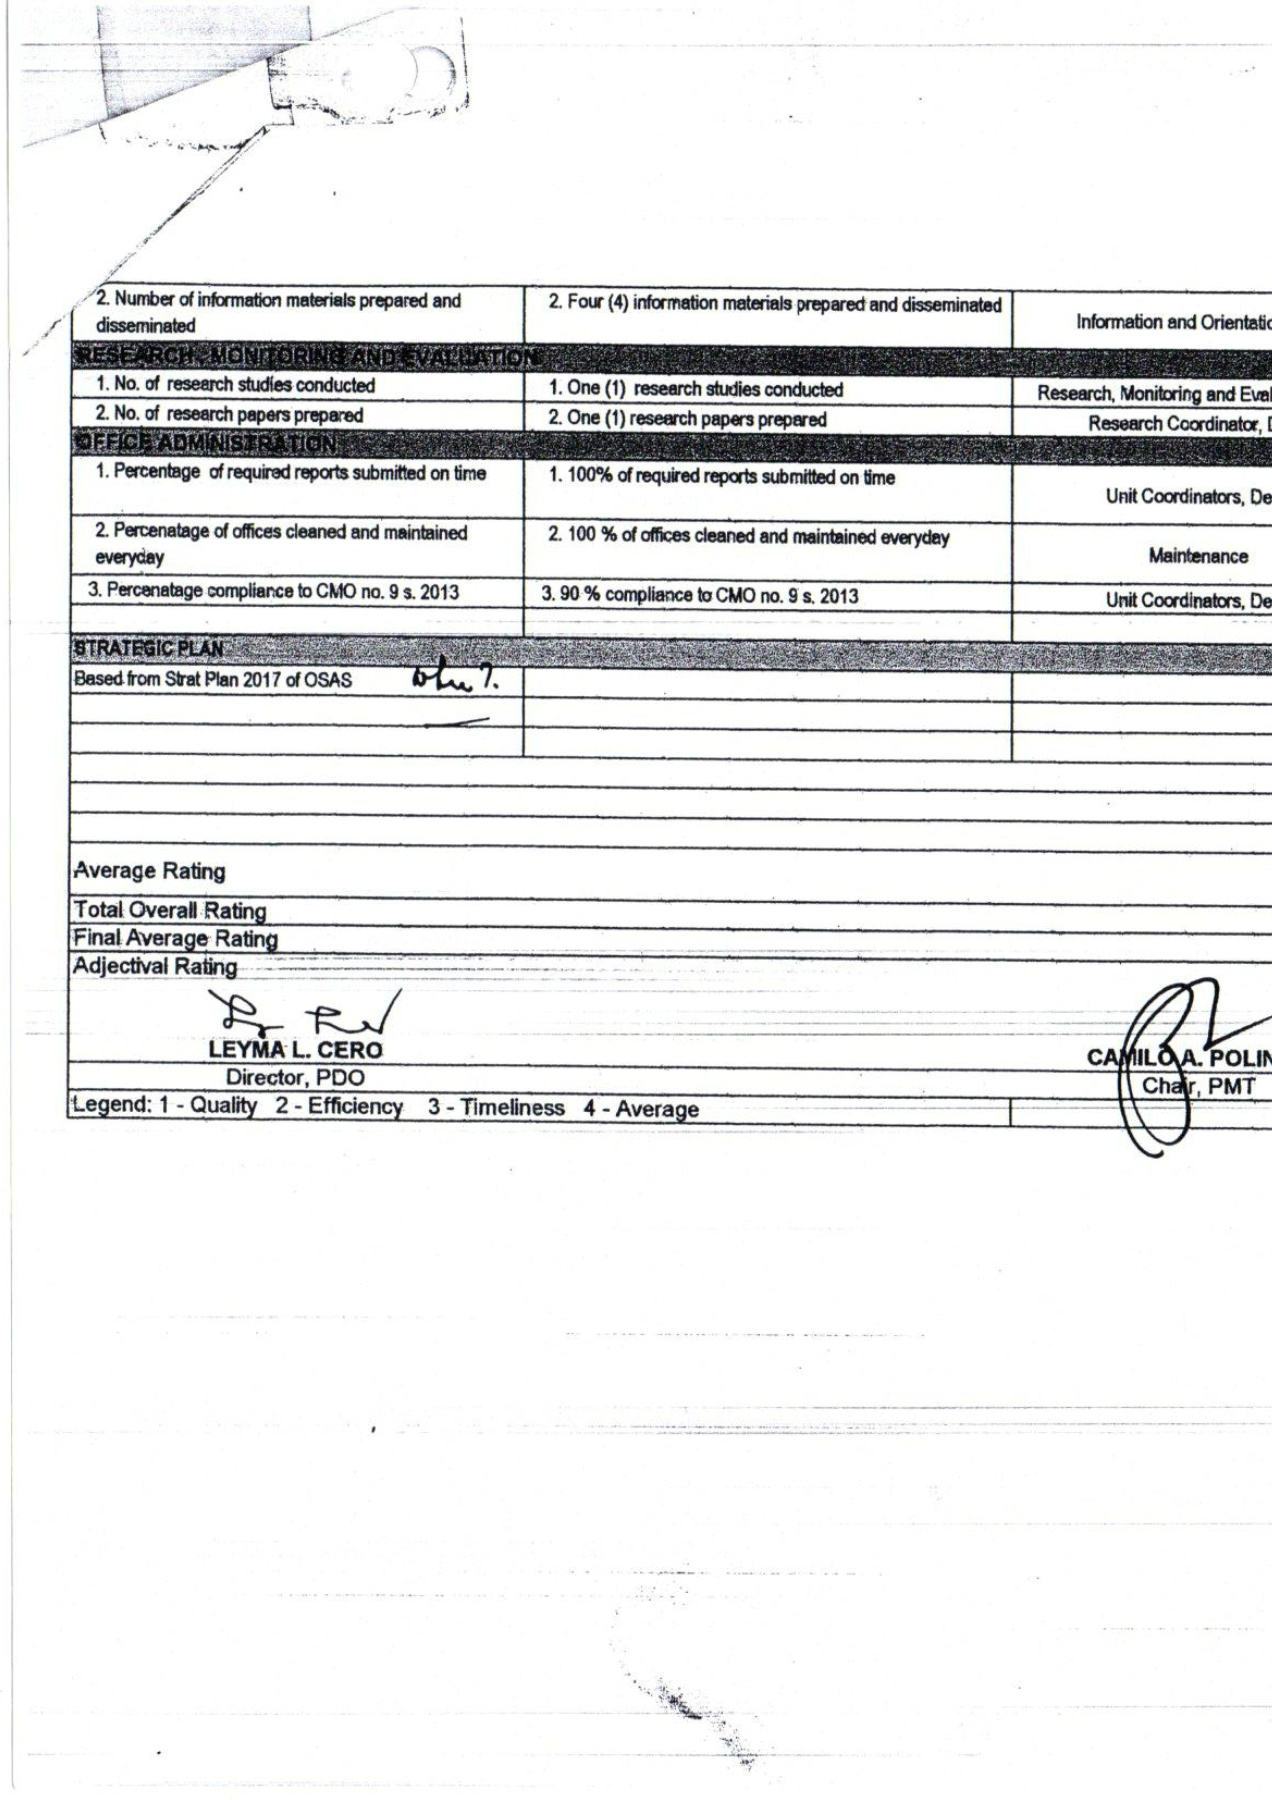 2. Number of information materials prepared and
disseminated
2. Four (4) information materials prepared and disseminated
Information and Orientatio
RESEARCH, MONITORING AND EVALUATION
1. No. of research studies conducted
1. One (1) research studies conducted
Research, Monitoring and Eval
2. No. of research papers prepared
2. One (1) research papers prepared
Research Coordinator, D
OFFICE ADMINISTRATION
1. Percentage of required reports submitted on time
1. 100% of required reports submitted on time
Unit Coordinators, De
2. Percenatage of offices cleaned and maintained
everyday
2. 100 % of offices cleaned and maintained everyday
Maintenance
3. Percenatage compliance to CMO no. 9 s. 2013
3. 90 % compliance to CMO no. 9 s, 2013
Unit Coordinators, De
STRATEGIC PLAN
Based from Strat Plan 2017 of OSAS
Average Rating
Total Overall Rating
Final Average Rating
Adjectival Rating
LEYMA L. CERO
Director, PDO
CAMILO A. POLIN
Chair, PMT
Legend: 1 - Quality 2 - Efficiency 3 - Timeliness 4 - Average